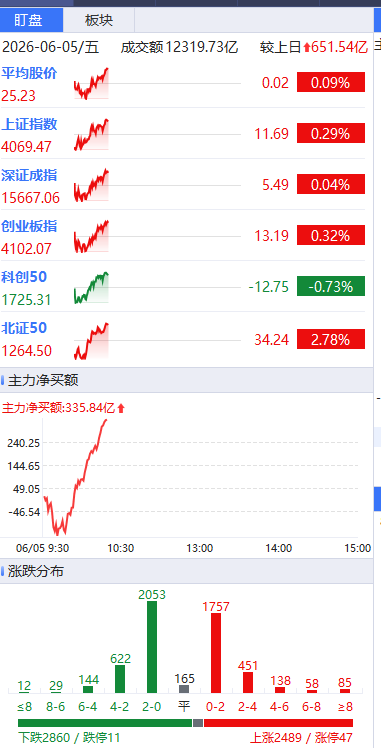 盯盘 板块
2026-06-05/五 成交额12319.73亿 较上日⬆651.54亿
平均股价
25.23 0.02 0.09%
上证指数
4069.47 11.69 0.29%
深证成指
15667.06 5.49 0.04%
创业板指
4102.07 13.19 0.32%
科创50
1725.31 -12.75 -0.73%
北证50
1264.50 34.24 2.78%
主力净买额
主力净买额:335.84亿⬆
240.25
144.65
49.05
-46.54
06/05 9:30 10:30 13:00 14:00 15:00
涨跌分布
12 29 144 622 2053 165 1757 451 138 58 85
≤8 8-6 6-4 4-2 2-0 平 0-2 2-4 4-6 6-8 ≥8
下跌2860 / 跌停11 上涨2489 / 涨停47